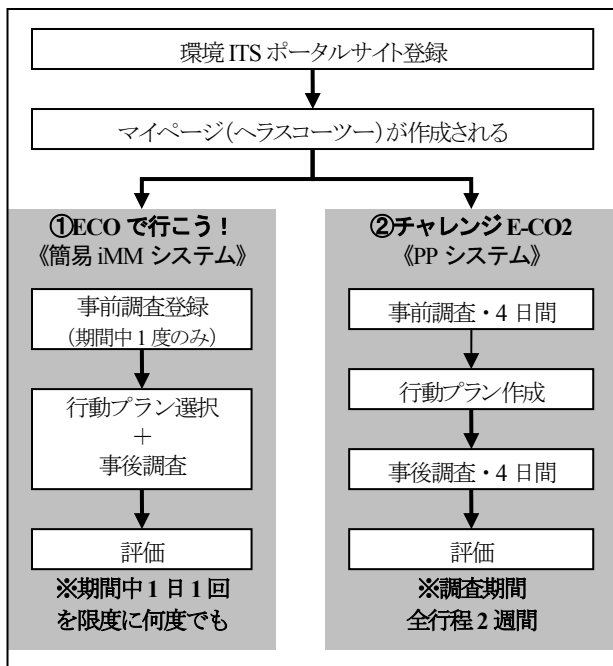 環境 ITS ポータルサイト登録
マイページ(ヘラスコーツー)が作成される
①ECO で行こう！
《簡易 iMM システム》
事前調査登録
(期間中 1 度のみ)
行動プラン選択
＋
事後調査
評価
※期間中 1 日 1 回
を限度に何度でも
②チャレンジ E-CO2
《PP システム》
事前調査・4 日間
行動プラン作成
事後調査・4 日間
評価
※調査期間
全行程 2 週間